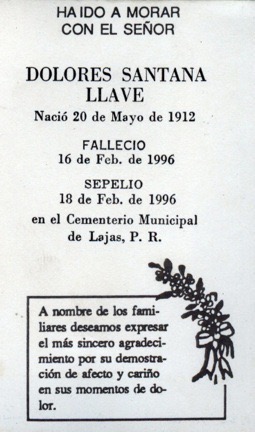 HA IDO A MORAR
CON EL SEÑOR
DOLORES SANTANA
LLAVE
Nació 20 de Mayo de 1912
FALLECIO
16 de Feb. de 1996
SEPELIO
18 de Feb. de 1996
en el Cementerio Municipal
de Lajas, P. R.
A nombre de los fami-
liares deseamos expresar
el más sincero agradeci-
miento por su demostra-
ción de afecto y cariño
en sus momentos de do-
lor.